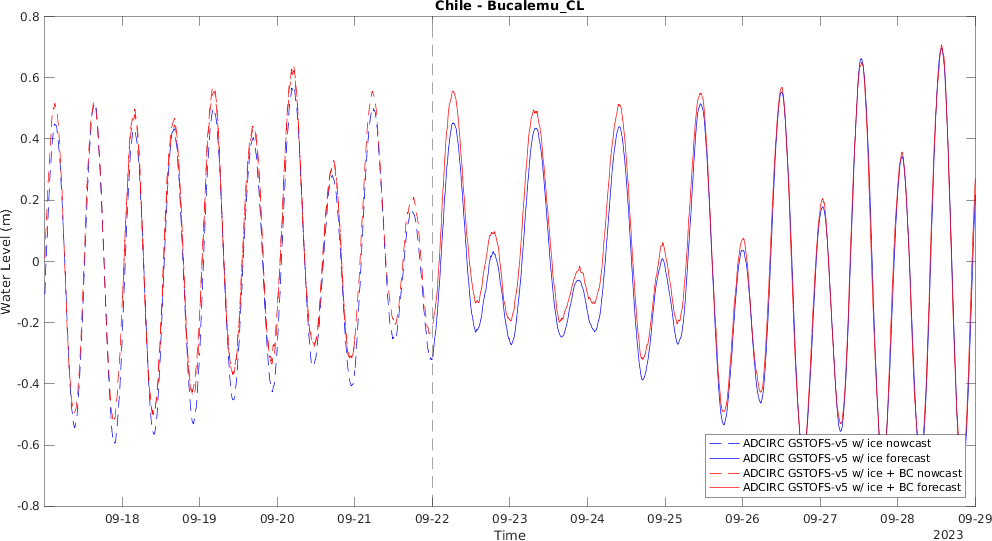 Chile - Bucalemu_CL
0.8
0.6
0.4
0.2
0
-0.2
-0.4
-0.6
-0.8
Water Level (m)
ADCIRC GSTOFS-v5 w/ ice nowcast
ADCIRC GSTOFS-v5 w/ ice forecast
ADCIRC GSTOFS-v5 w/ ice + BC nowcast
ADCIRC GSTOFS-v5 w/ ice + BC forecast
09-18 09-19 09-20 09-21 09-22 09-23 09-24 09-25 09-26 09-27 09-28 09-29
Time
2023